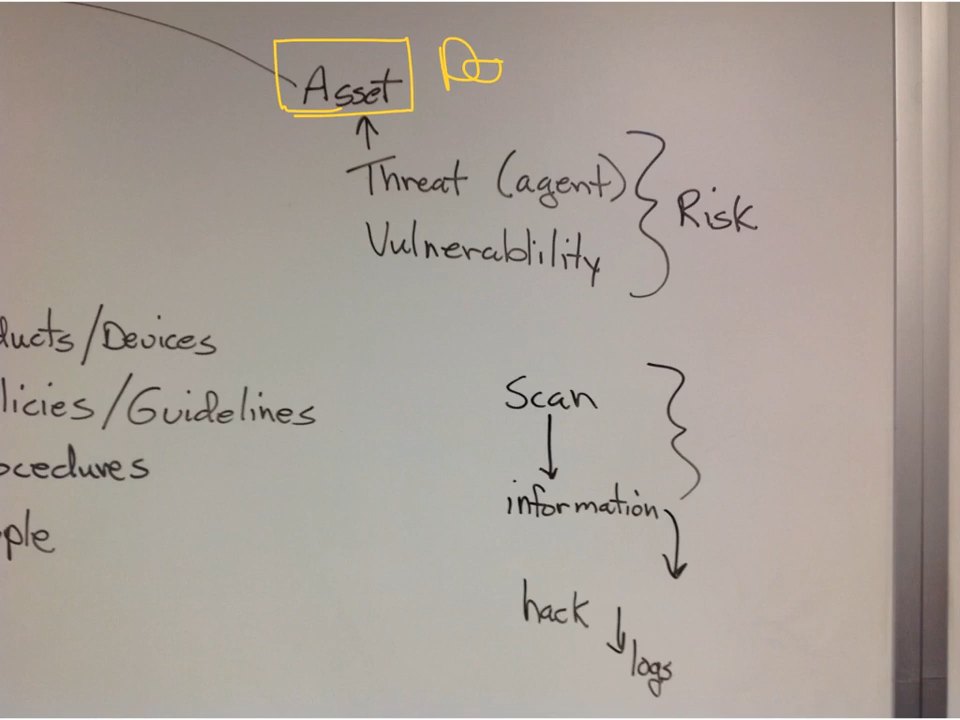 Asset
Threat (agent)
Risk
Vulnerablility
ducts/Devices
licies/Guidelines
ocedures
ple
Scan
information
hack
logs